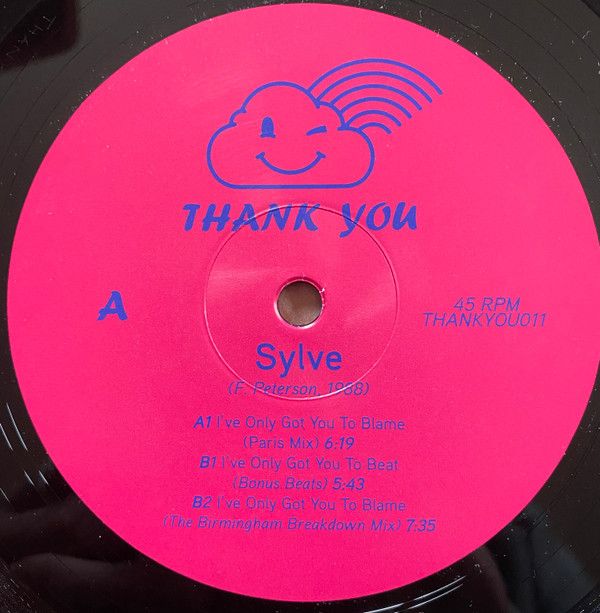 THANK YOU
A
45 RPM
THANKYOU011
Sylve
(F. Peterson, 1988)
A1 I've Only Got You To Blame
(Paris Mix) 6:19
B1 I've Only Got You To Beat
(Bonus Beats) 5:43
B2 I've Only Got You To Blame
(The Birmingham Breakdown Mix) 7:35